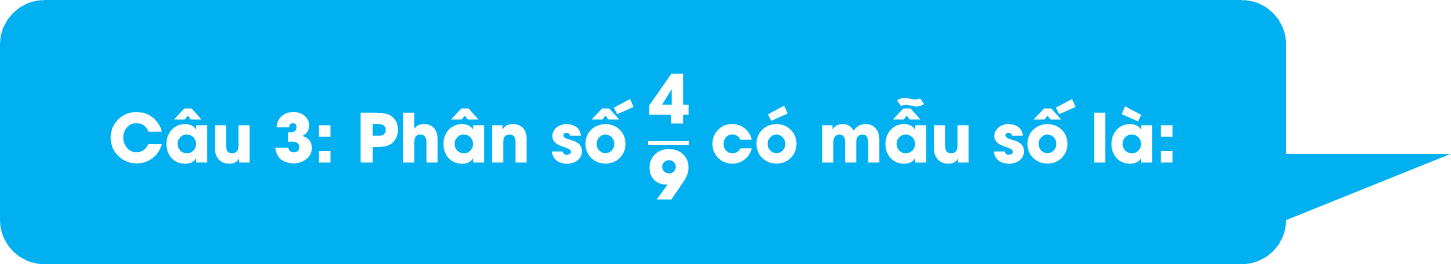 Câu 3: Phân số 4/9 có mẫu số là: